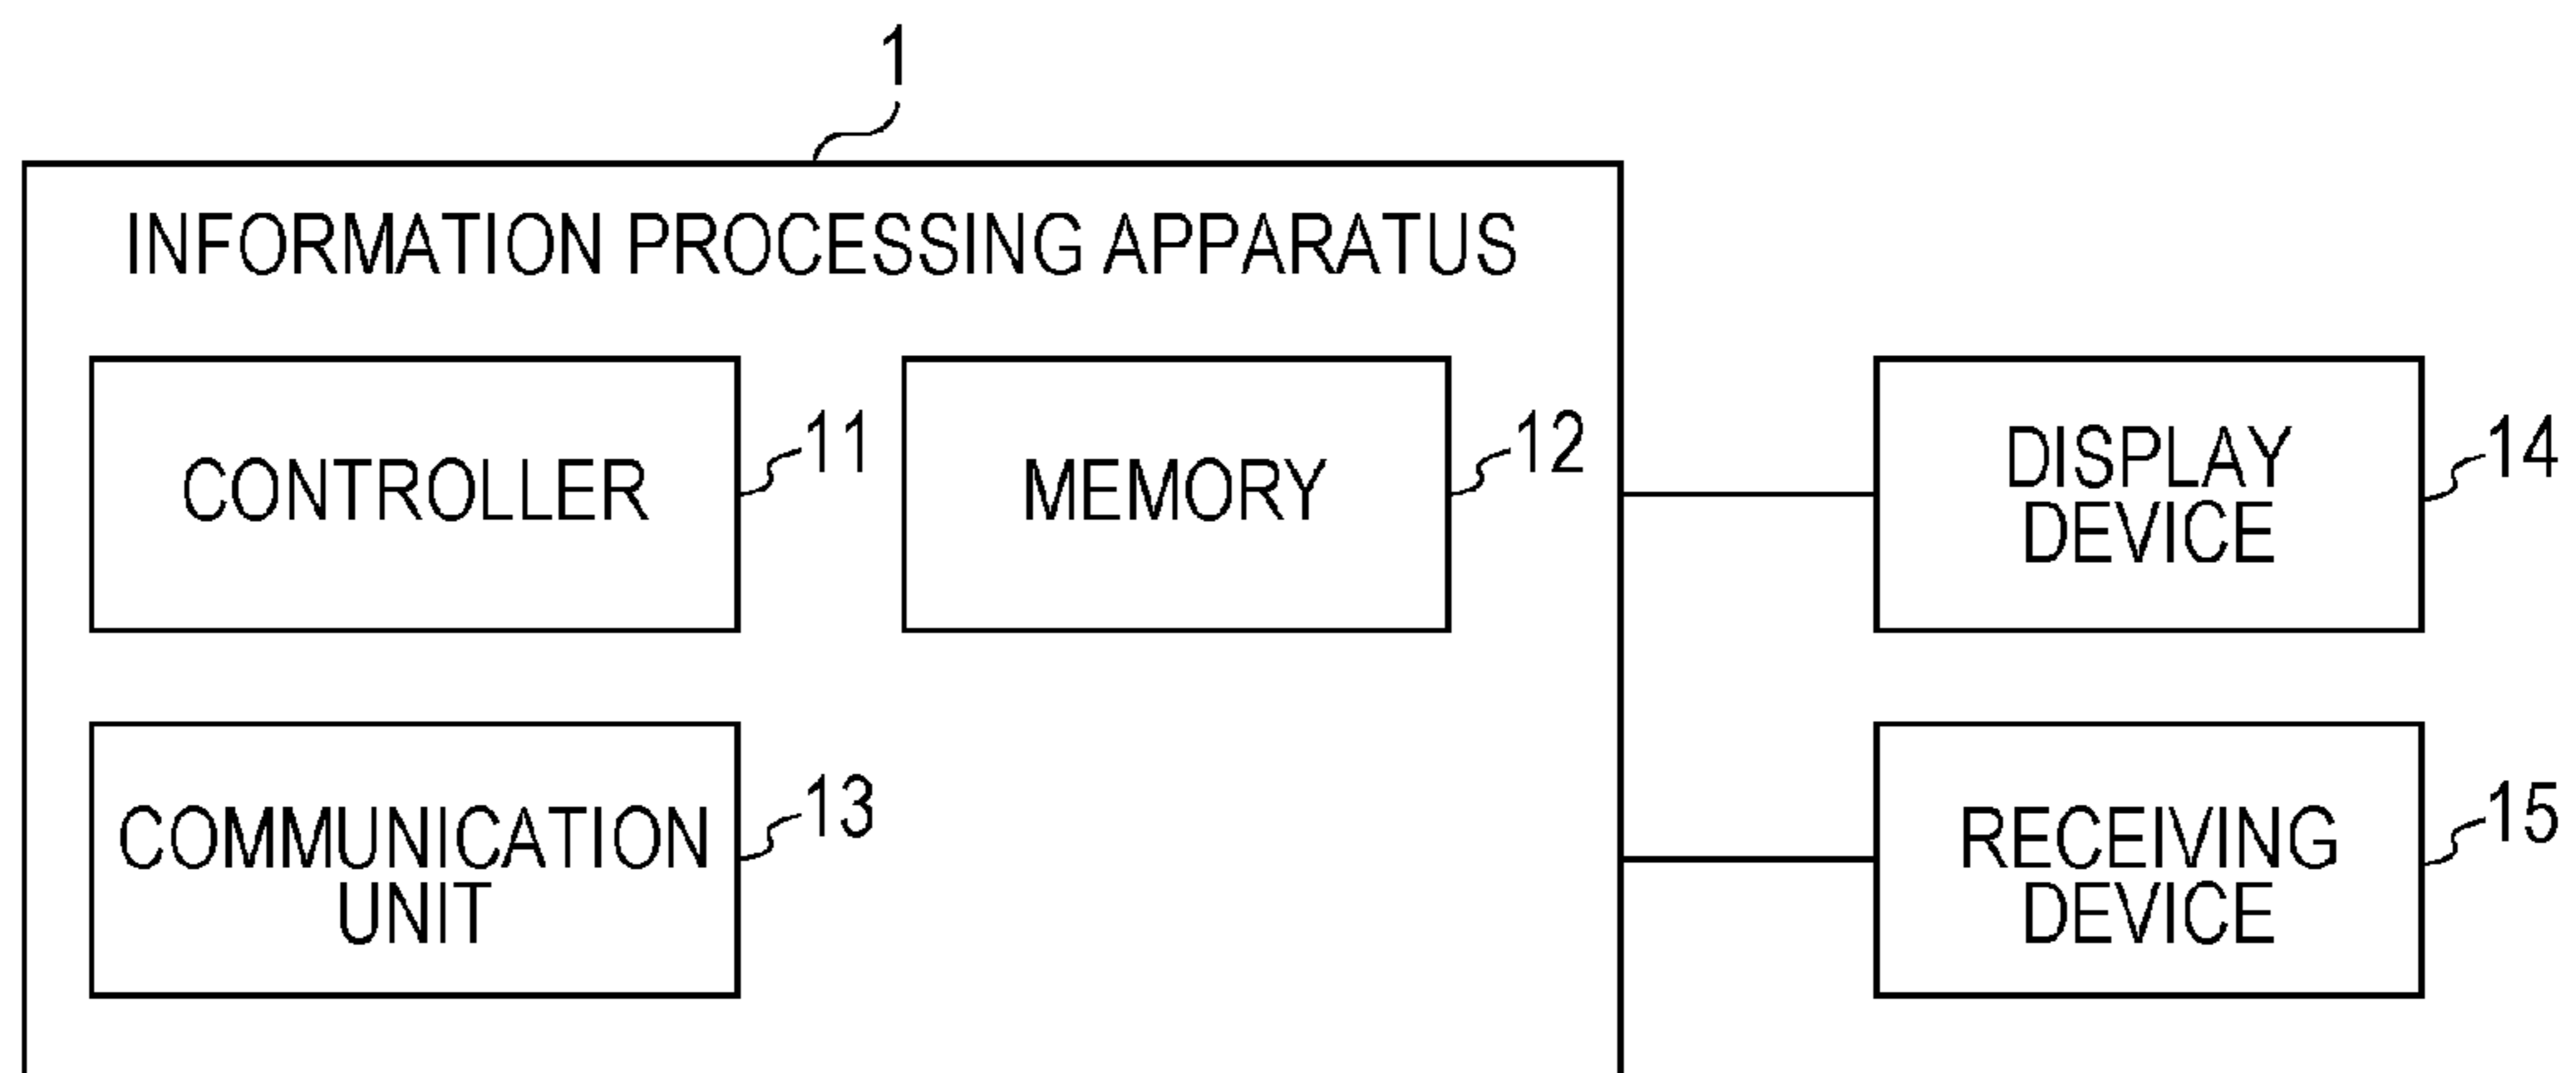 1
INFORMATION PROCESSING APPARATUS
CONTROLLER
11
MEMORY
12
DISPLAY
DEVICE
14
COMMUNICATION
UNIT
13
RECEIVING
DEVICE
15